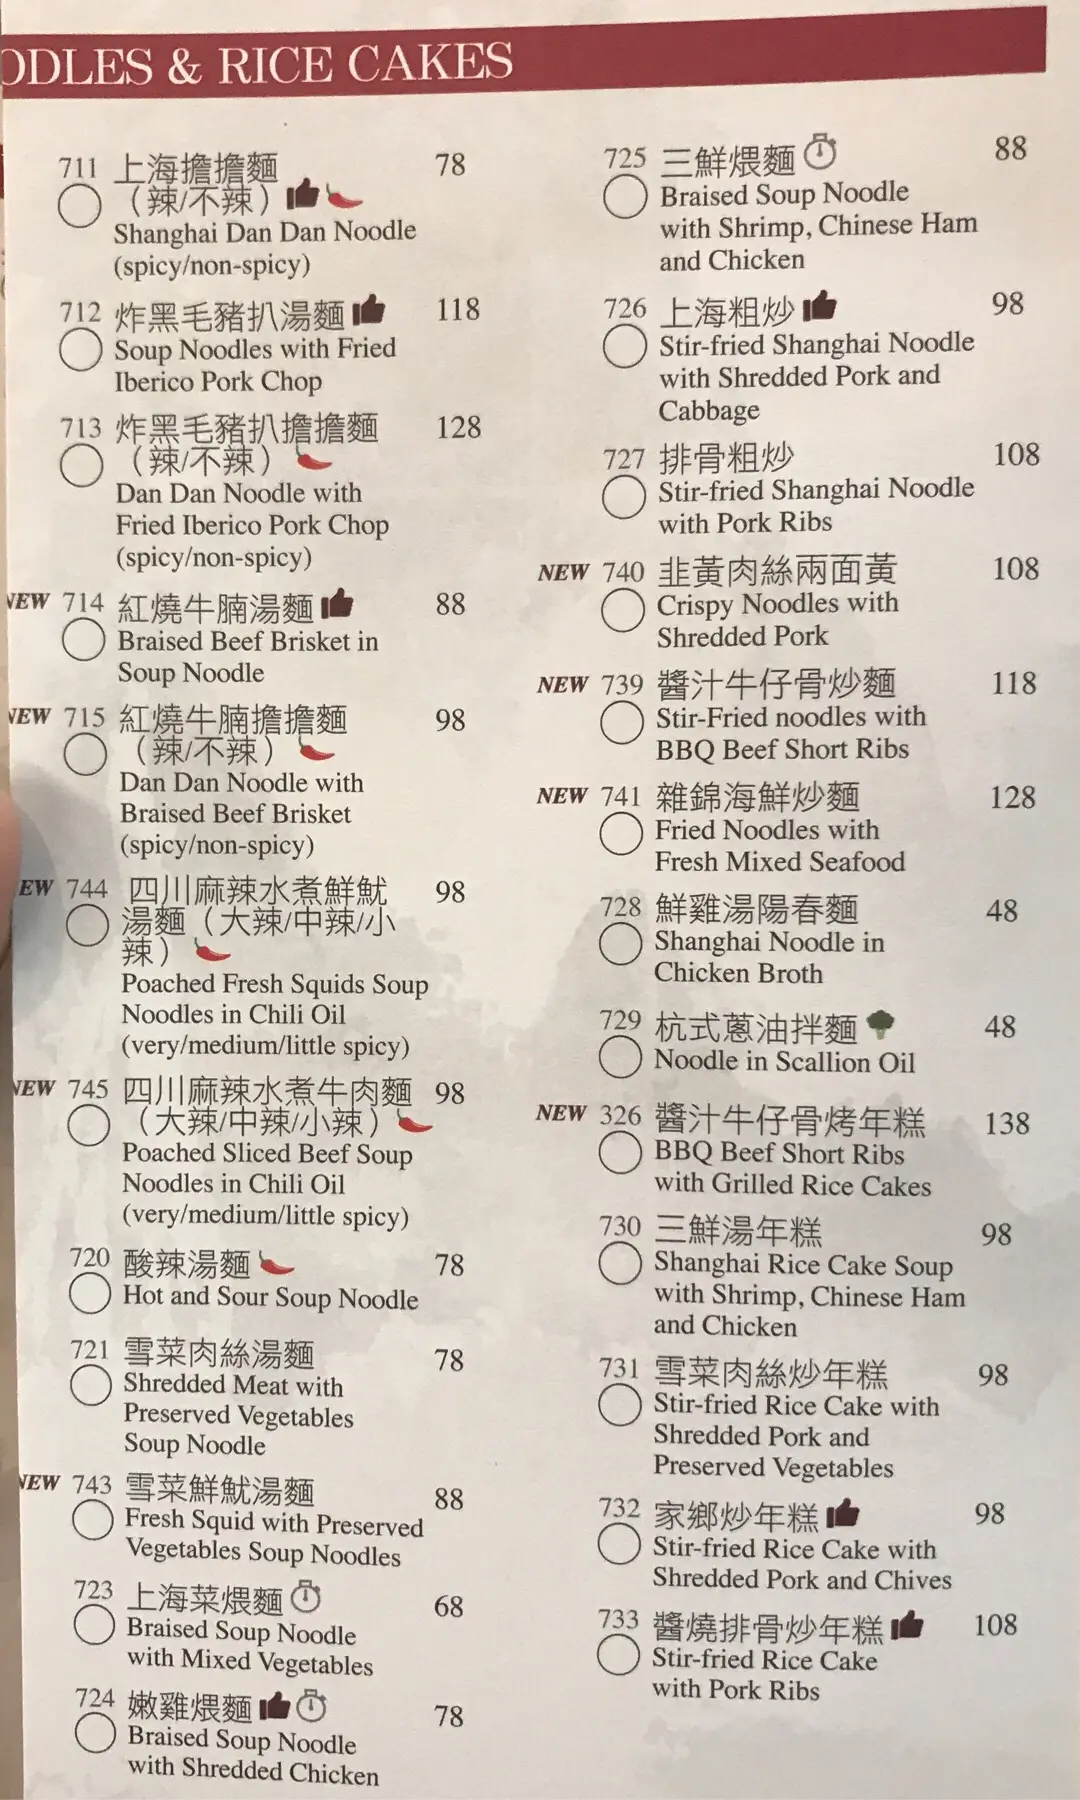 ODLES & RICE CAKES
711 上海擔擔麵 78
（辣/不辣）
Shanghai Dan Dan Noodle
(spicy/non-spicy)
712 炸黑毛豬扒湯麵 118
Soup Noodles with Fried
Iberico Pork Chop
713 炸黑毛豬扒擔擔麵 128
（辣/不辣）
Dan Dan Noodle with
Fried Iberico Pork Chop
(spicy/non-spicy)
NEW 714 紅燒牛腩湯麵 88
Braised Beef Brisket in
Soup Noodle
NEW 715 紅燒牛腩擔擔麵 98
（辣/不辣）
Dan Dan Noodle with
Braised Beef Brisket
(spicy/non-spicy)
EW 744 四川麻辣水煮鮮魷 98
湯麵（大辣/中辣/小
辣）
Poached Fresh Squids Soup
Noodles in Chili Oil
(very/medium/little spicy)
NEW 745 四川麻辣水煮牛肉麵 98
（大辣/中辣/小辣）
Poached Sliced Beef Soup
Noodles in Chili Oil
(very/medium/little spicy)
720 酸辣湯麵 78
Hot and Sour Soup Noodle
721 雪菜肉絲湯麵 78
Shredded Meat with
Preserved Vegetables
Soup Noodle
NEW 743 雪菜鮮魷湯麵 88
Fresh Squid with Preserved
Vegetables Soup Noodles
723 上海菜煨麵 68
Braised Soup Noodle
with Mixed Vegetables
724 嫩雞煨麵 78
Braised Soup Noodle
with Shredded Chicken
725 三鮮煨麵 88
Braised Soup Noodle
with Shrimp, Chinese Ham
and Chicken
726 上海粗炒 98
Stir-fried Shanghai Noodle
with Shredded Pork and
Cabbage
727 排骨粗炒 108
Stir-fried Shanghai Noodle
with Pork Ribs
NEW 740 韭黃肉絲兩面黃 108
Crispy Noodles with
Shredded Pork
NEW 739 醬汁牛仔骨炒麵 118
Stir-Fried noodles with
BBQ Beef Short Ribs
NEW 741 雜錦海鮮炒麵 128
Fried Noodles with
Fresh Mixed Seafood
728 鮮雞湯陽春麵 48
Shanghai Noodle in
Chicken Broth
729 杭式蔥油拌麵 48
Noodle in Scallion Oil
NEW 326 醬汁牛仔骨烤年糕 138
BBQ Beef Short Ribs
with Grilled Rice Cakes
730 三鮮湯年糕 98
Shanghai Rice Cake Soup
with Shrimp, Chinese Ham
and Chicken
731 雪菜肉絲炒年糕 98
Stir-fried Rice Cake with
Shredded Pork and
Preserved Vegetables
732 家鄉炒年糕 98
Stir-fried Rice Cake with
Shredded Pork and Chives
733 醬燒排骨炒年糕 108
Stir-fried Rice Cake
with Pork Ribs